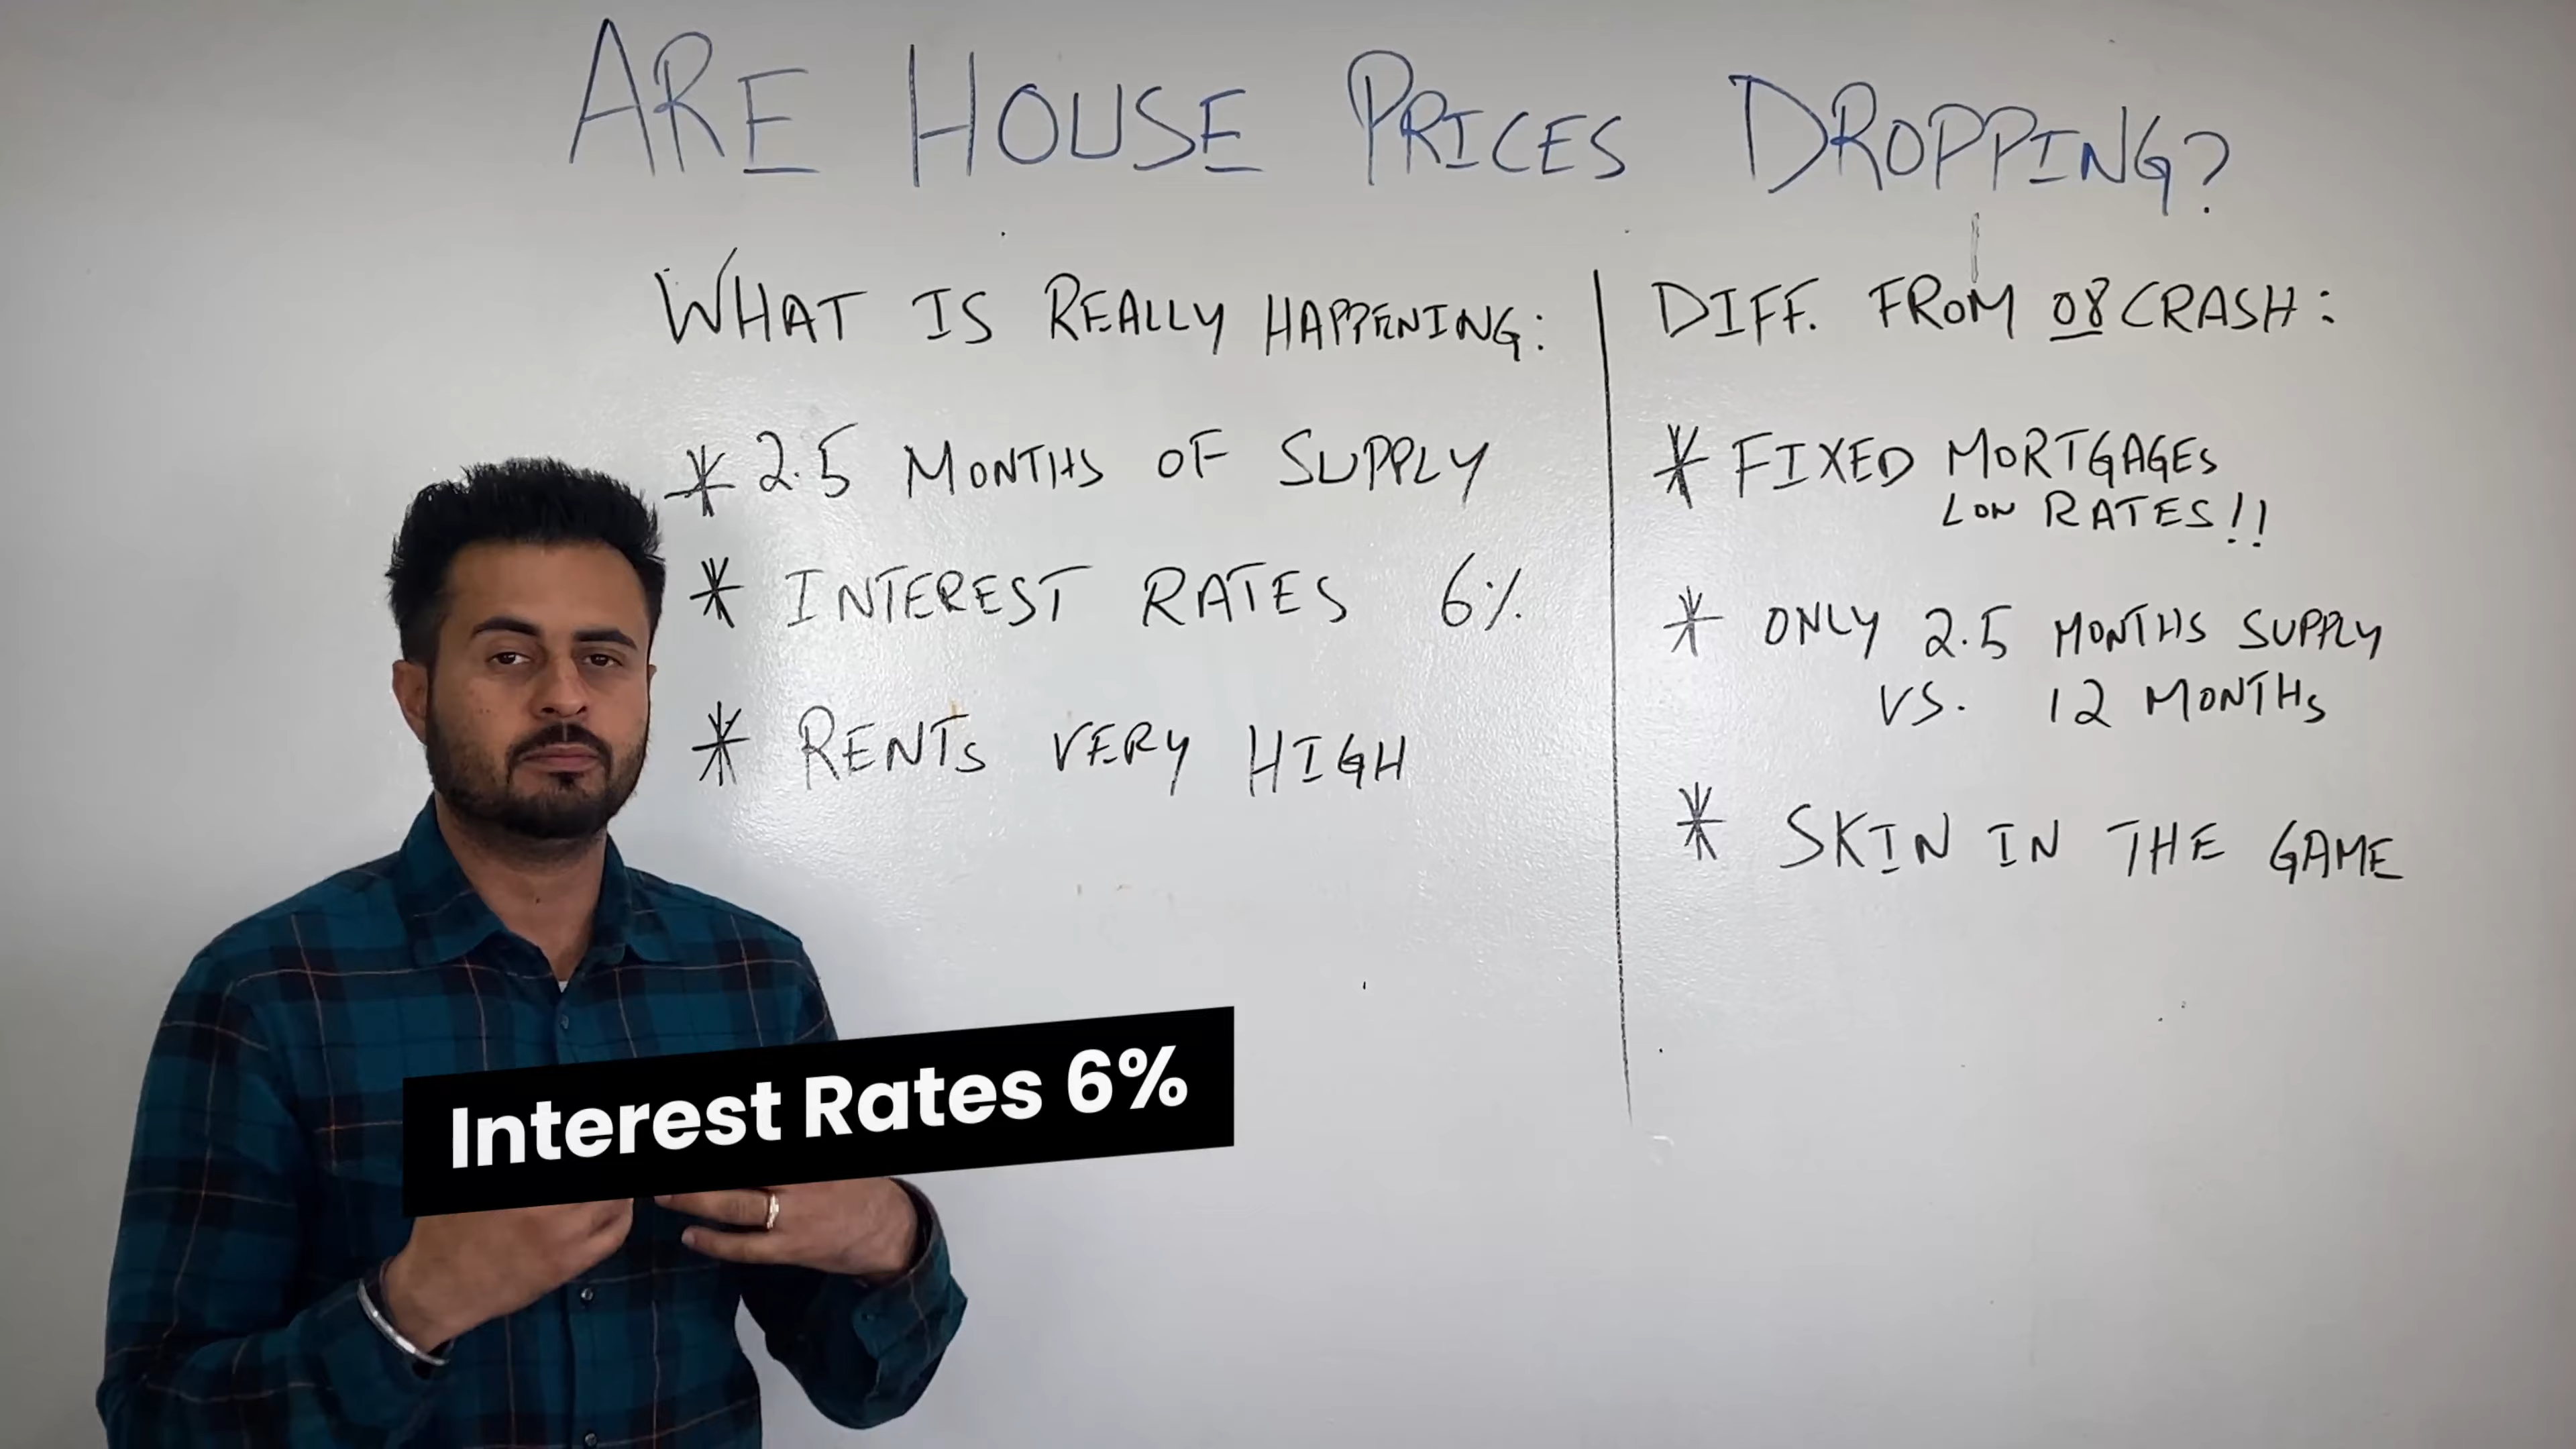 ARE HOUSE PRICES DROPPING?
WHAT IS REALLY HAPPENING:
* 2.5 MONTHS OF SUPPLY
* INTEREST RATES 6%
* RENTS VERY HIGH
DIFF. FROM 08 CRASH:
* FIXED MORTGAGES
LOW RATES!!
* ONLY 2.5 MONTHS SUPPLY
VS. 12 MONTHS
* SKIN IN THE GAME
Interest Rates 6%